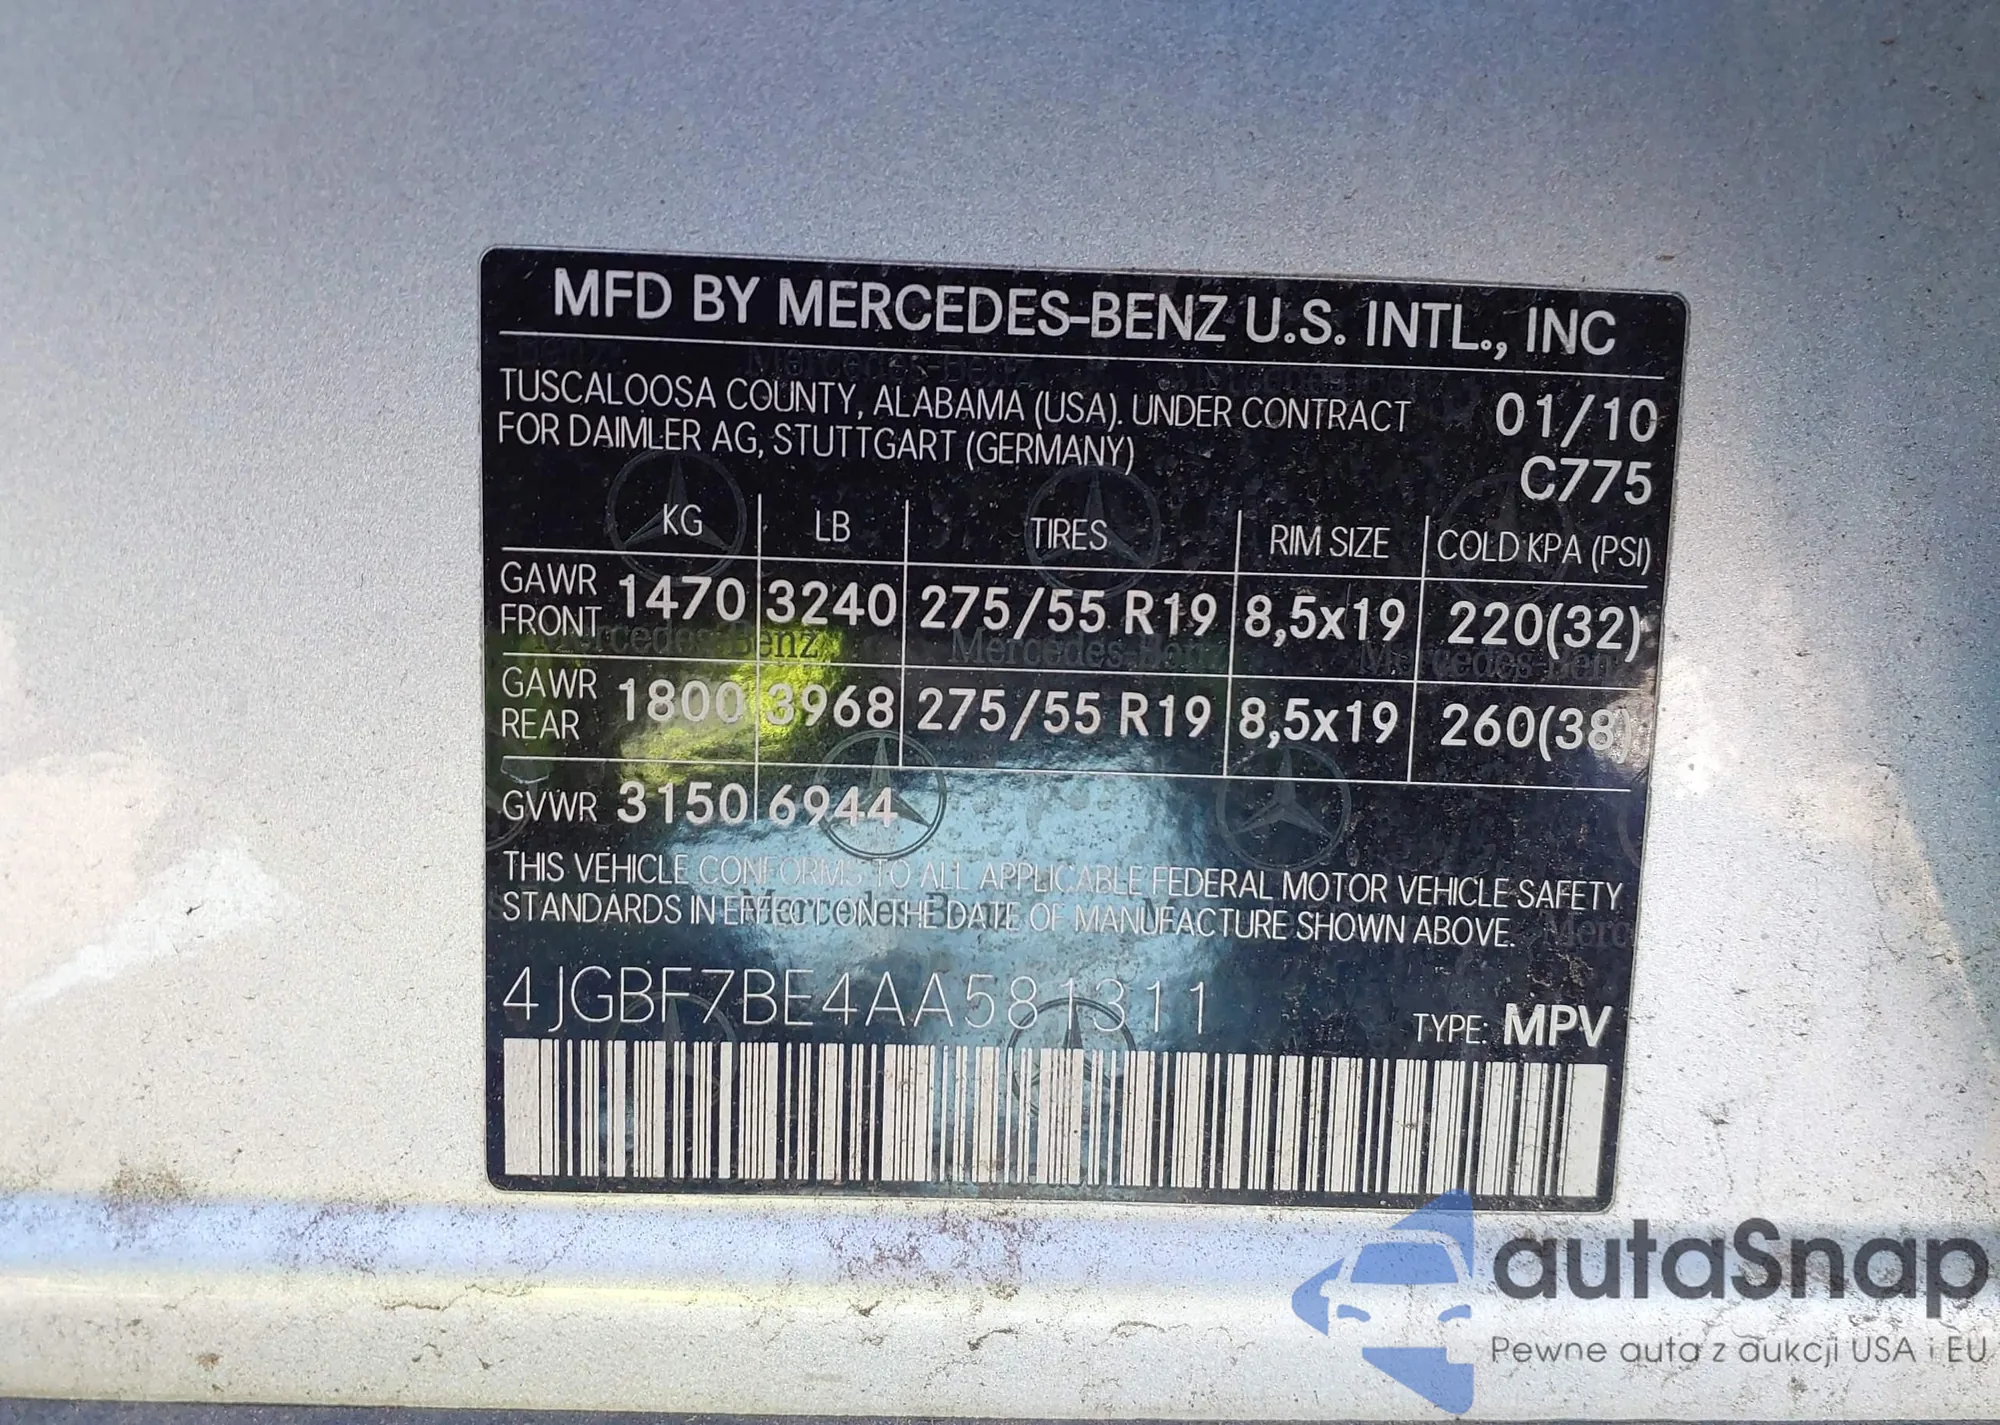 MFD BY MERCEDES-BENZ U.S. INTL., INC
TUSCALOOSA COUNTY, ALABAMA (USA). UNDER CONTRACT 01/10
FOR DAIMLER AG, STUTTGART (GERMANY) C775
KG LB TIRES RIM SIZE COLD KPA (PSI)
GAWR FRONT 1470 3240 275/55 R19 8,5x19 220(32)
GAWR REAR 1800 3968 275/55 R19 8,5x19 260(38)
GVWR 3150 6944
THIS VEHICLE CONFORMS TO ALL APPLICABLE FEDERAL MOTOR VEHICLE SAFETY
STANDARDS IN EFFECT ON THE DATE OF MANUFACTURE SHOWN ABOVE.
4JGBF7BE4AA581311 TYPE: MPV
autaSnap
Pewne auta z aukcji USA i EU